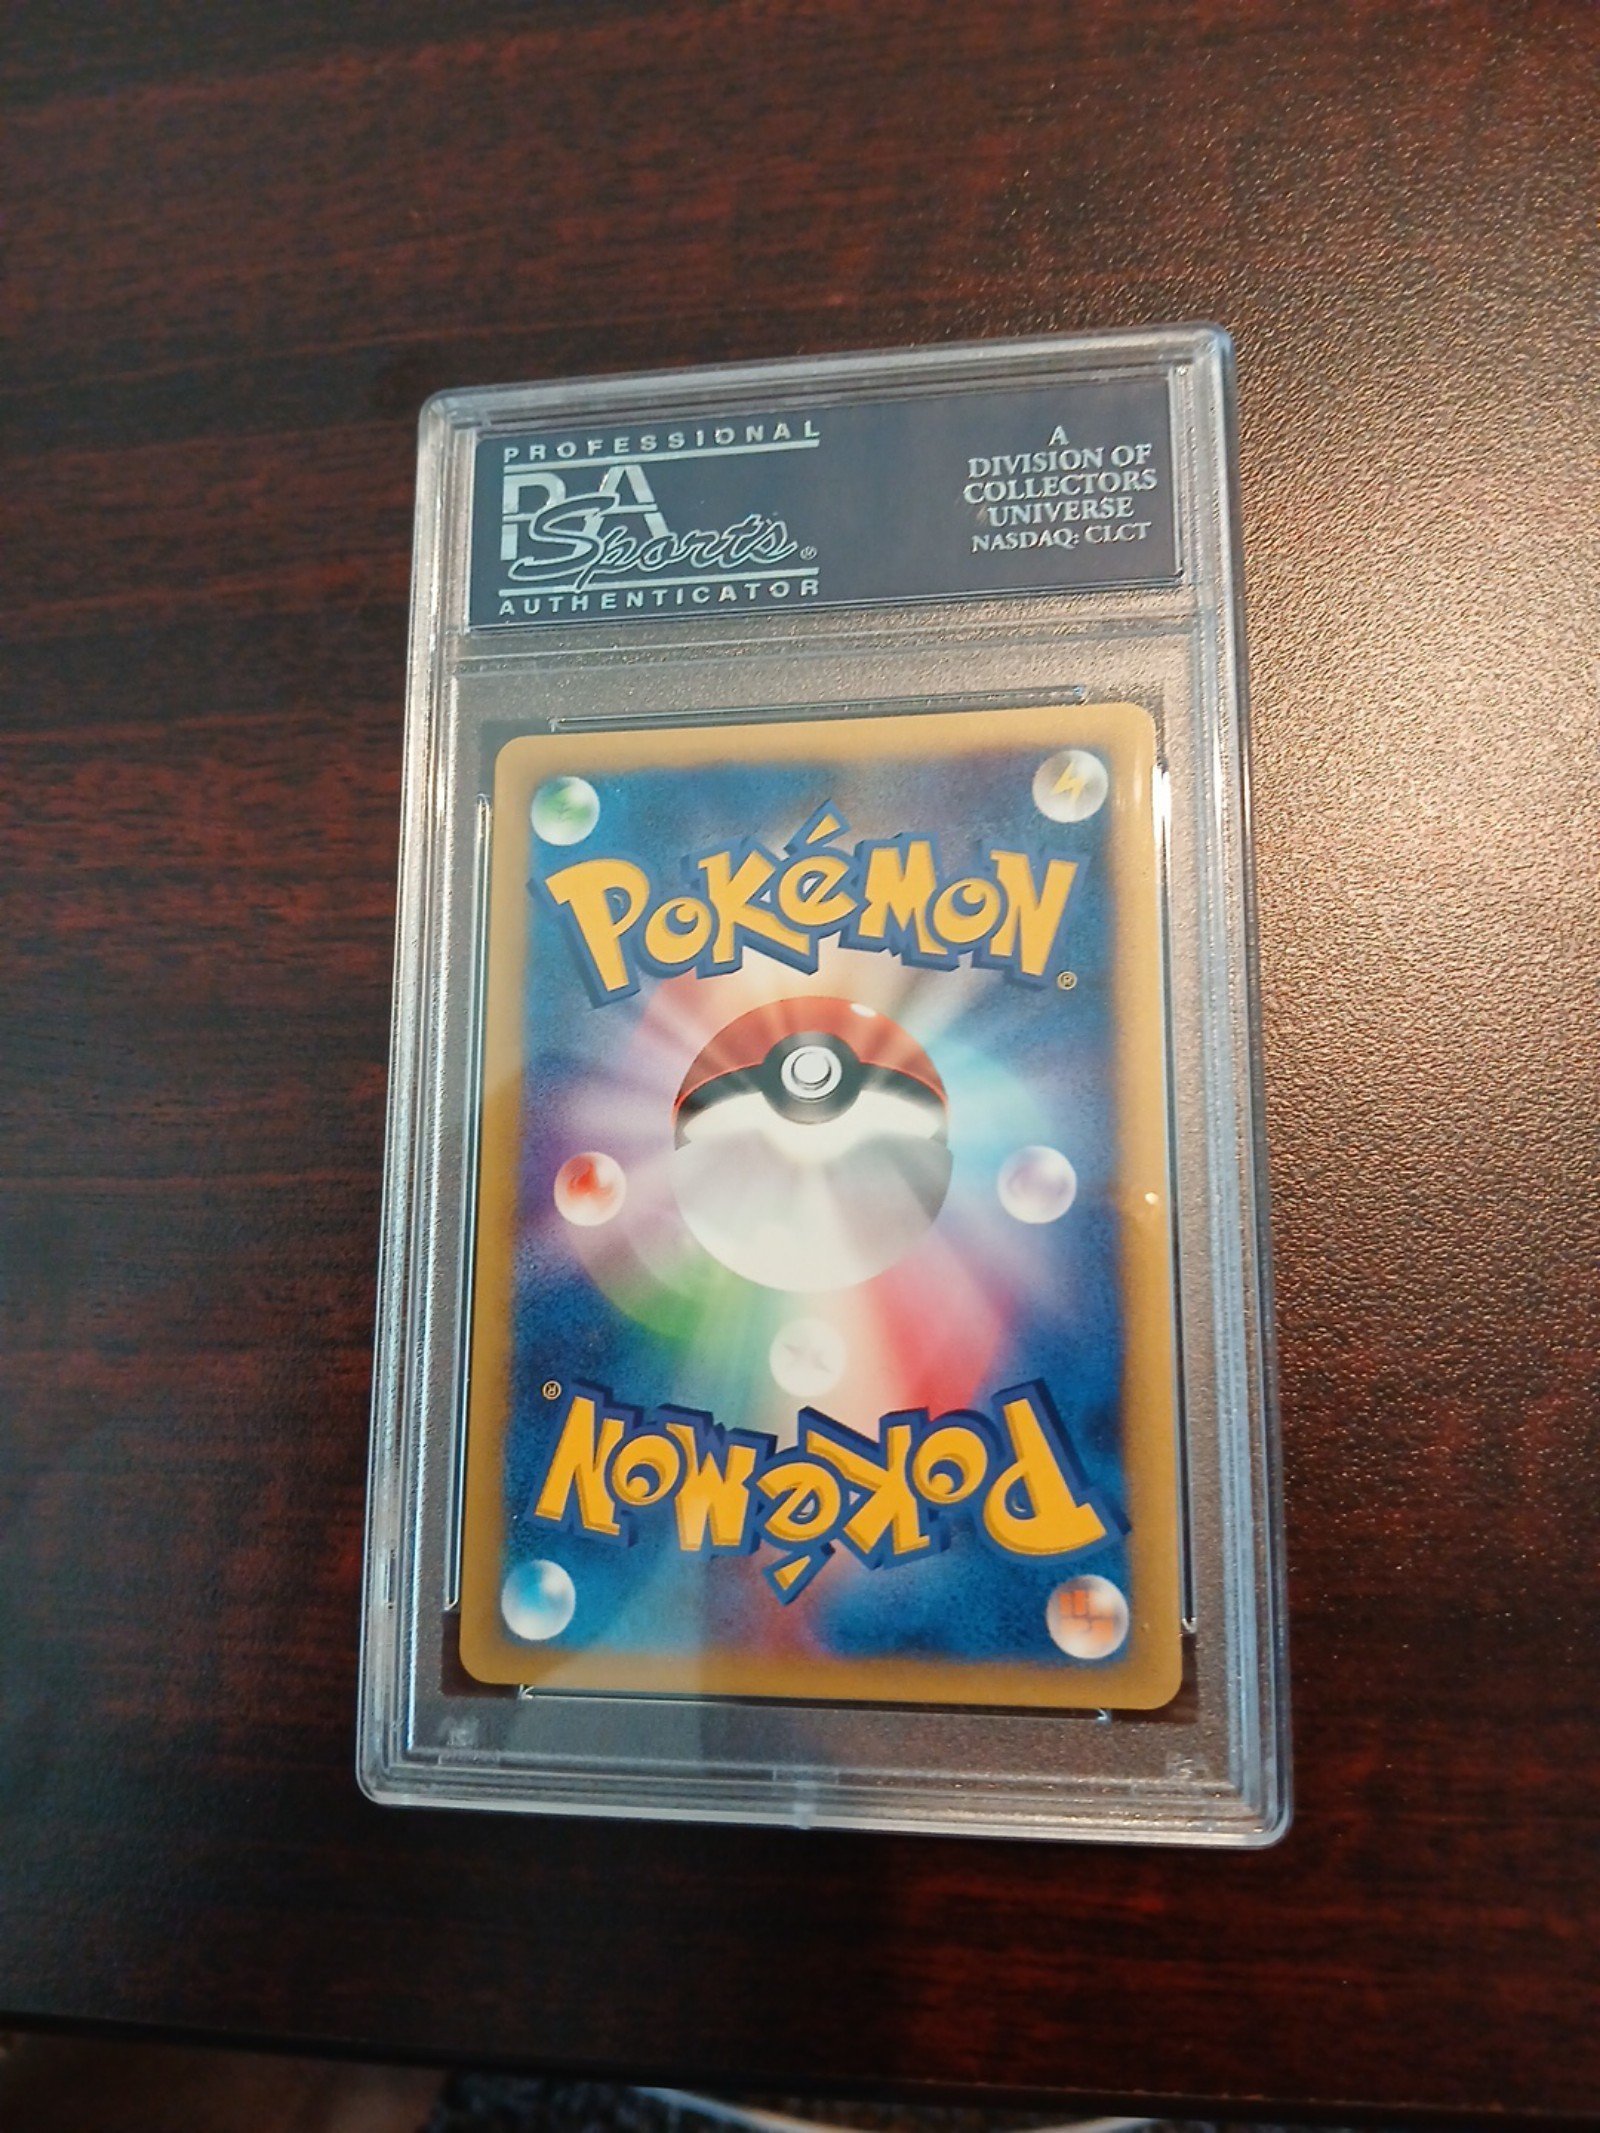 PROFESSIONAL
PSA
Sports®
AUTHENTICATOR
A
DIVISION OF
COLLECTORS
UNIVERSE
NASDAQ: CLCT
POKéMON®
POKéMON®